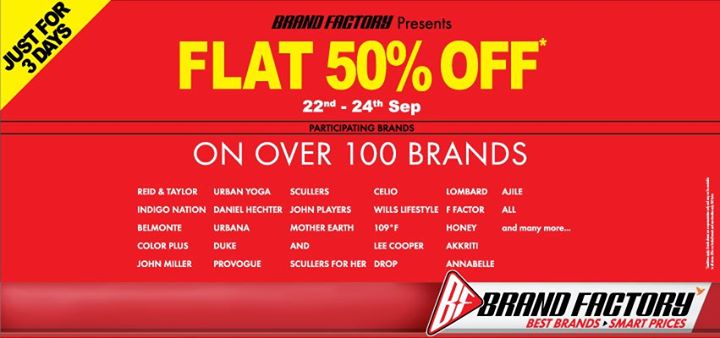 JUST FOR
3 DAYS
BRAND FACTORY Presents
FLAT 50% OFF*
22nd - 24th Sep
PARTICIPATING BRANDS
ON OVER 100 BRANDS
REID & TAYLOR URBAN YOGA SCULLERS CELIO LOMBARD AJILE
INDIGO NATION DANIEL HECHTER JOHN PLAYERS WILLS LIFESTYLE F FACTOR ALL
BELMONTE URBANA MOTHER EARTH 109°F HONEY and many more...
COLOR PLUS DUKE AND LEE COOPER AKKRITI
JOHN MILLER PROVOGUE SCULLERS FOR HER DROP ANNABELLE
BF BRAND FACTORY
BEST BRANDS SMART PRICES